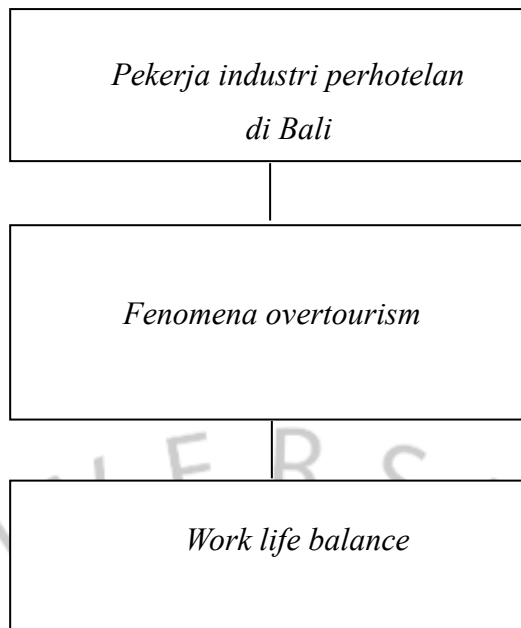 Pekerja industri perhotelan
di Bali
Fenomena overtourism
E R S
Work life balance